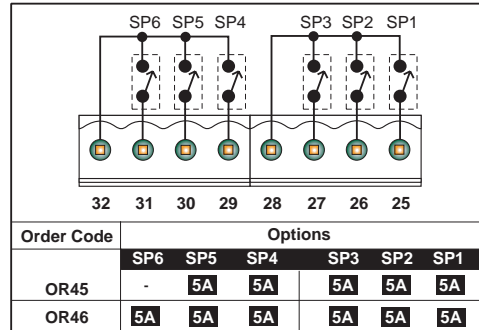 SP6 SP5 SP4 SP3 SP2 SP1
32 31 30 29 28 27 26 25
Order Code Options
SP6 SP5 SP4 SP3 SP2 SP1
OR45 - 5A 5A 5A 5A 5A
OR46 5A 5A 5A 5A 5A 5A